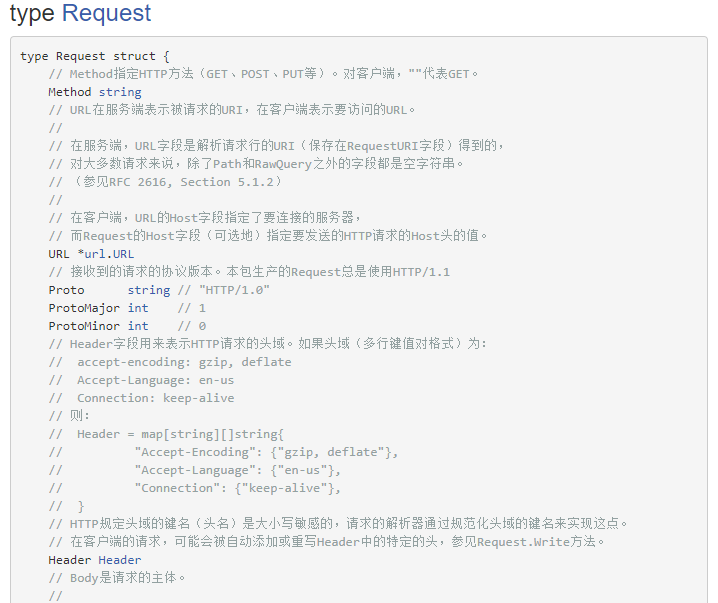 type Request
type Request struct {
    // Method指定HTTP方法（GET、POST、PUT等）。对客户端，""代表GET。
    Method string
    // URL在服务端表示被请求的URI，在客户端表示要访问的URL。
    //
    // 在服务端，URL字段是解析请求行的URI（保存在RequestURI字段）得到的，
    // 对大多数请求来说，除了Path和RawQuery之外的字段都是空字符串。
    // （参见RFC 2616, Section 5.1.2）
    //
    // 在客户端，URL的Host字段指定了要连接的服务器，
    // 而Request的Host字段（可选地）指定要发送的HTTP请求的Host头的值。
    URL *url.URL
    // 接收到的请求的协议版本。本包生产的Request总是使用HTTP/1.1
    Proto      string // "HTTP/1.0"
    ProtoMajor int    // 1
    ProtoMinor int    // 0
    // Header字段用来表示HTTP请求的头域。如果头域（多行键值对格式）为：
    //  accept-encoding: gzip, deflate
    //  Accept-Language: en-us
    //  Connection: keep-alive
    // 则：
    //  Header = map[string][]string{
    //          "Accept-Encoding": {"gzip, deflate"},
    //          "Accept-Language": {"en-us"},
    //          "Connection": {"keep-alive"},
    //  }
    // HTTP规定头域的键名（头名）是大小写敏感的，请求的解析器通过规范化头域的键名来实现这点。
    // 在客户端的请求，可能会被自动添加或重写Header中的特定的头，参见Request.Write方法。
    Header Header
    // Body是请求的主体。
    //